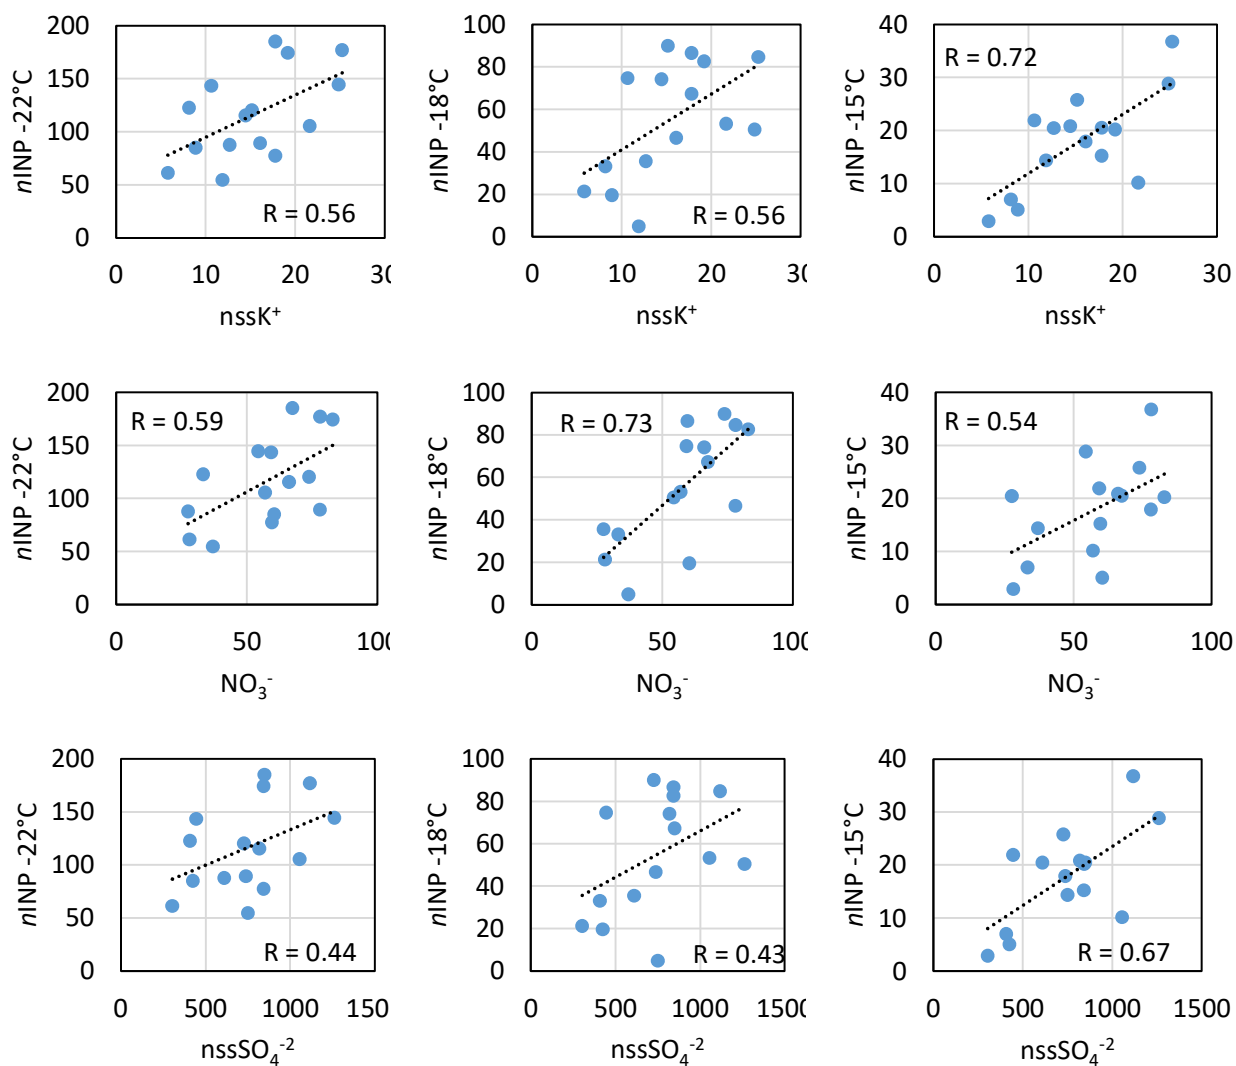 200
150
100
50
0
nINP -22°C
R = 0.56
0 10 20 30
nssK⁺
100
80
60
40
20
0
nINP -18°C
R = 0.56
0 10 20 30
nssK⁺
40
30
20
10
0
nINP -15°C
R = 0.72
0 10 20 30
nssK⁺
200
150
100
50
0
nINP -22°C
R = 0.59
0 50 100
NO₃⁻
100
80
60
40
20
0
nINP -18°C
R = 0.73
0 50 100
NO₃⁻
40
30
20
10
0
nINP -15°C
R = 0.54
0 50 100
NO₃⁻
200
150
100
50
0
nINP -22°C
R = 0.44
0 500 1000 1500
nssSO₄⁻²
100
80
60
40
20
0
nINP -18°C
R = 0.43
0 500 1000 1500
nssSO₄⁻²
40
30
20
10
0
nINP -15°C
R = 0.67
0 500 1000 1500
nssSO₄⁻²